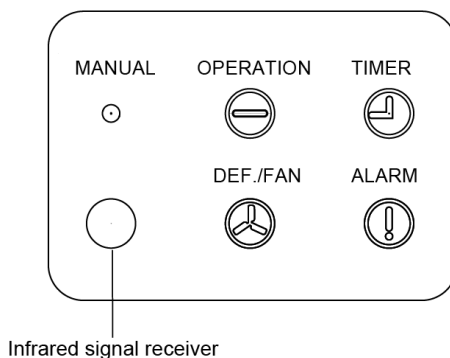 MANUAL OPERATION TIMER
DEF./FAN ALARM
Infrared signal receiver